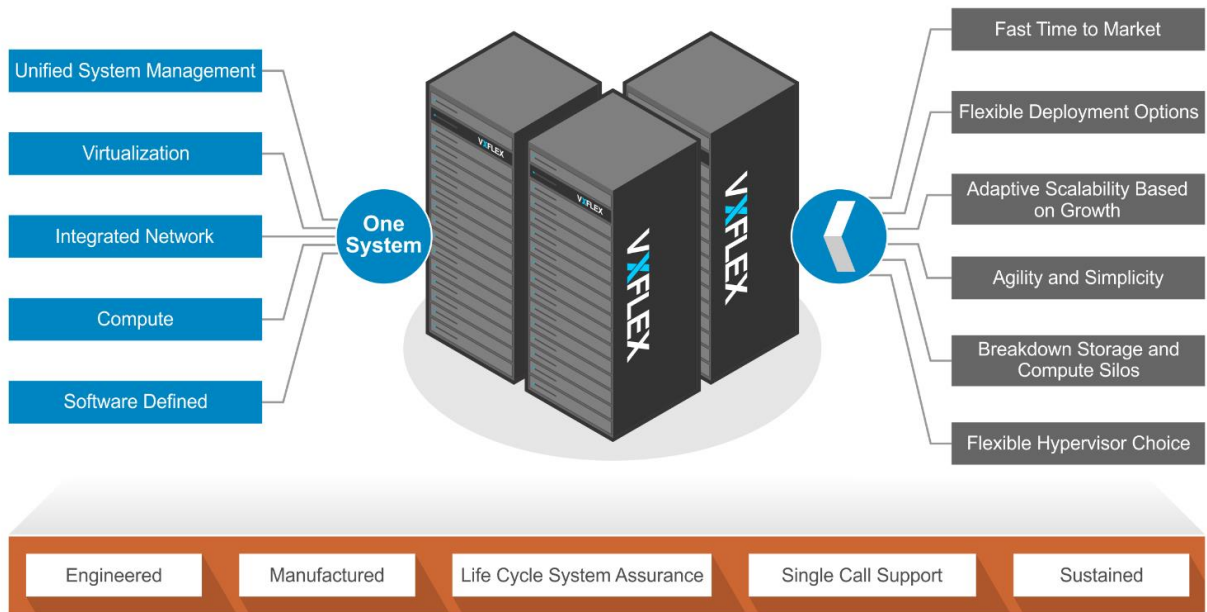 Unified System Management
Virtualization
Integrated Network
Compute
Software Defined
One
System
VXFLEX
VXFLEX
VXFLEX
VXFLEX
Fast Time to Market
Flexible Deployment Options
Adaptive Scalability Based
on Growth
Agility and Simplicity
Breakdown Storage and
Compute Silos
Flexible Hypervisor Choice
Engineered
Manufactured
Life Cycle System Assurance
Single Call Support
Sustained